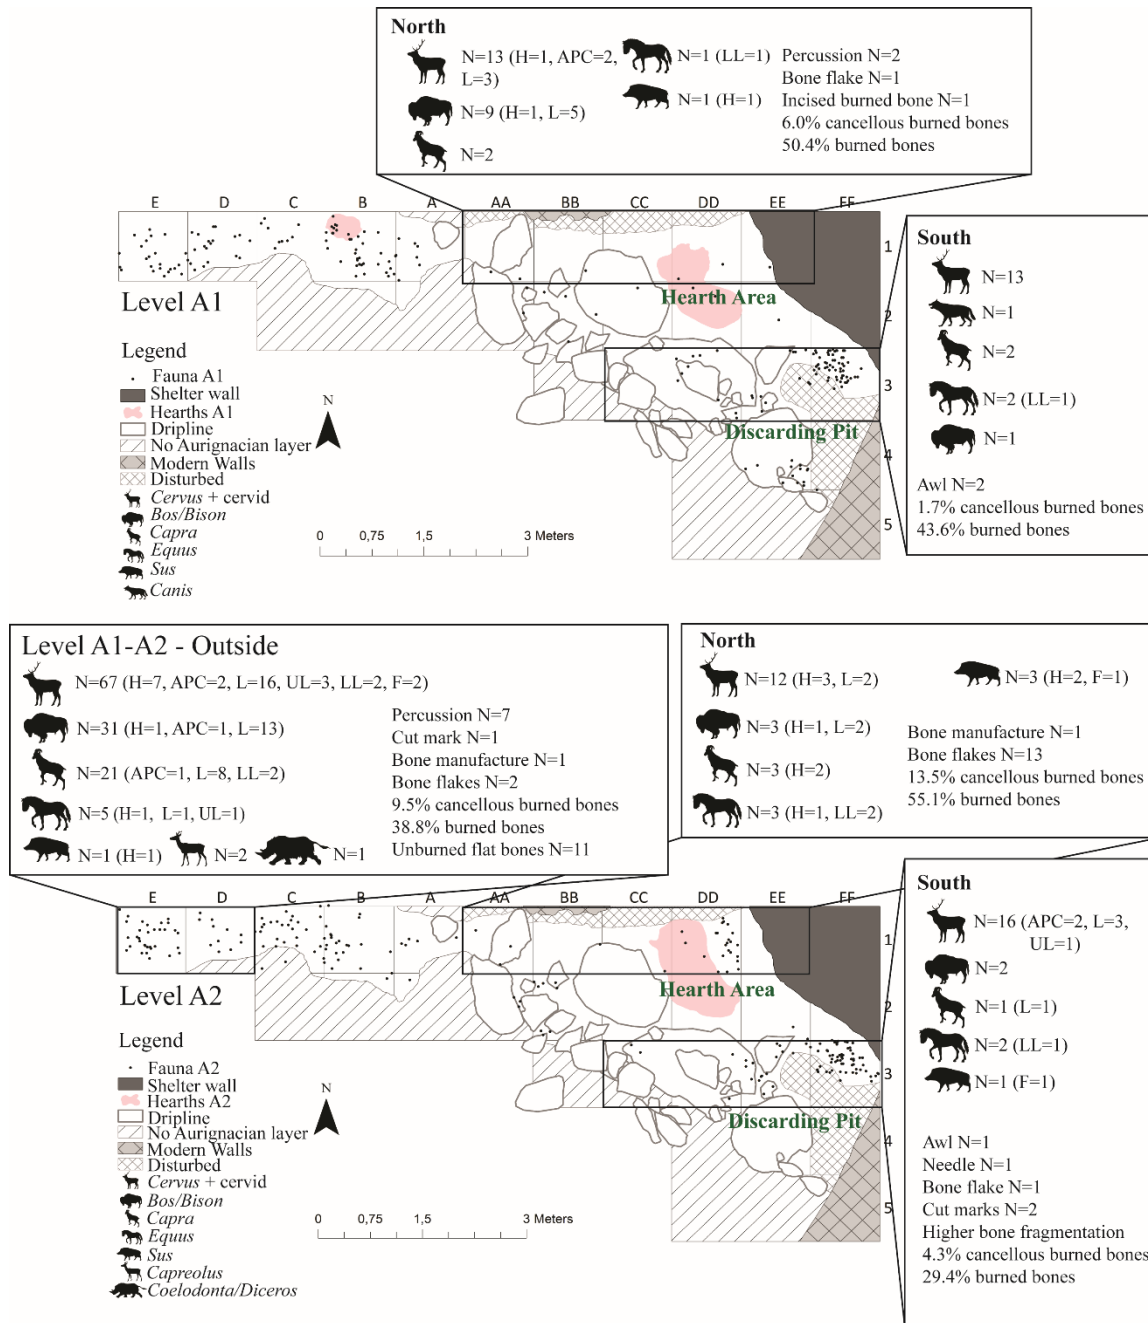 North
N=13 (H=1, APC=2,
L=3)
N=9 (H=1, L=5)
N=2
N=1 (LL=1)
N=1 (H=1)
Percussion N=2
Bone flake N=1
Incised burned bone N=1
6.0% cancellous burned bones
50.4% burned bones
E D C B A AA BB CC DD EE FF
1
2
3
4
5
Level A1
Hearth Area
Discarding Pit
Legend
Fauna A1
Shelter wall
Hearths A1
Dripline
No Aurignacian layer
Modern Walls
Disturbed
Cervus + cervid
Bos/Bison
Capra
Equus
Sus
Canis
N
0 0,75 1,5 3 Meters
South
N=13
N=1
N=2
N=2 (LL=1)
N=1
Awl N=2
1.7% cancellous burned bones
43.6% burned bones
Level A1-A2 - Outside
N=67 (H=7, APC=2, L=16, UL=3, LL=2, F=2)
N=31 (H=1, APC=1, L=13)
N=21 (APC=1, L=8, LL=2)
N=5 (H=1, L=1, UL=1)
N=1 (H=1) N=2 N=1
Percussion N=7
Cut mark N=1
Bone manufacture N=1
Bone flakes N=2
9.5% cancellous burned bones
38.8% burned bones
Unburned flat bones N=11
North
N=12 (H=3, L=2)
N=3 (H=1, L=2)
N=3 (H=2)
N=3 (H=1, LL=2)
N=3 (H=2, F=1)
Bone manufacture N=1
Bone flakes N=13
13.5% cancellous burned bones
55.1% burned bones
E D C B A AA BB CC DD EE FF
1
2
3
4
5
Level A2
Hearth Area
Discarding Pit
Legend
Fauna A2
Shelter wall
Hearths A2
Dripline
No Aurignacian layer
Modern Walls
Disturbed
Cervus + cervid
Bos/Bison
Capra
Equus
Sus
Capreolus
Coelodonta/Diceros
N
0 0,75 1,5 3 Meters
South
N=16 (APC=2, L=3,
UL=1)
N=2
N=1 (L=1)
N=2 (LL=1)
N=1 (F=1)
Awl N=1
Needle N=1
Bone flake N=1
Cut marks N=2
Higher bone fragmentation
4.3% cancellous burned bones
29.4% burned bones